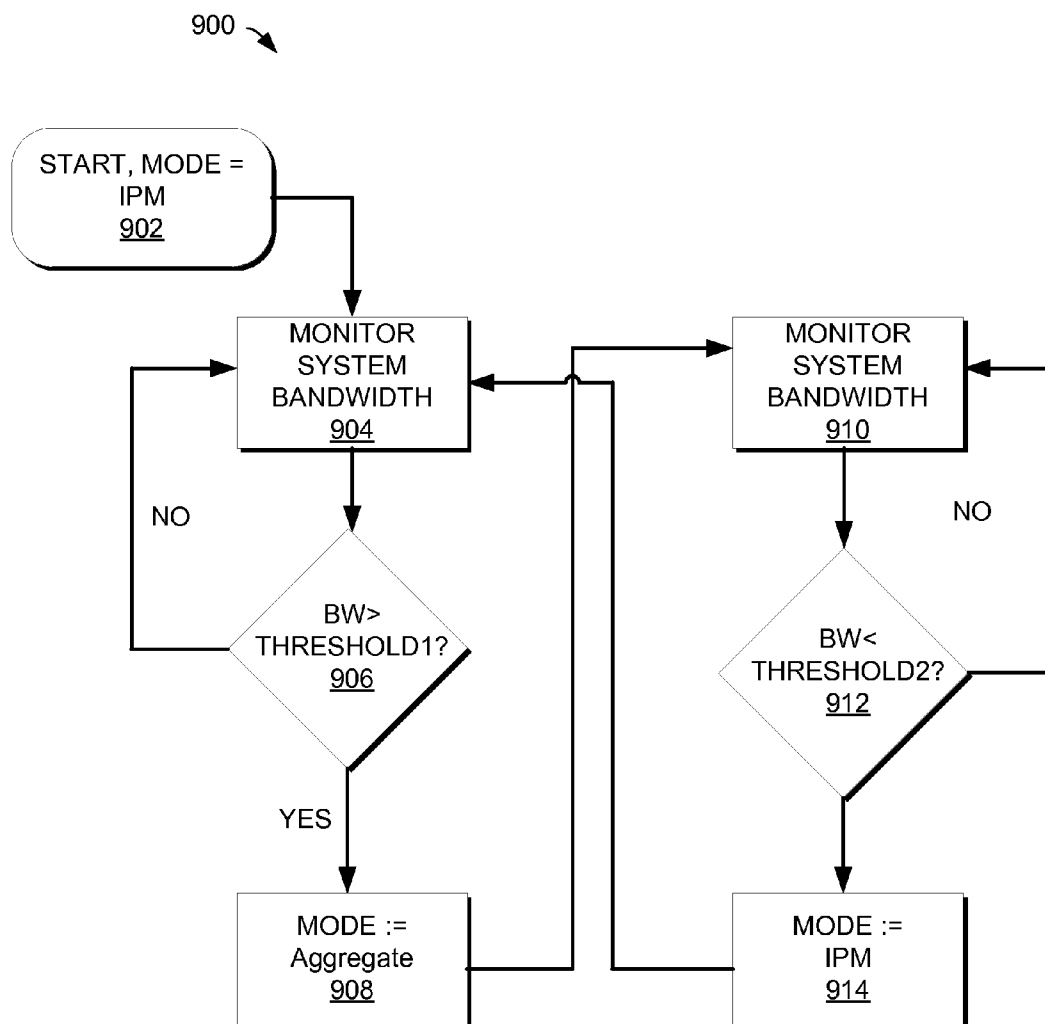 900
START, MODE =
IPM
902
MONITOR
SYSTEM
BANDWIDTH
904
NO
BW>
THRESHOLD1?
906
YES
MODE :=
Aggregate
908
MONITOR
SYSTEM
BANDWIDTH
910
NO
BW<
THRESHOLD2?
912
MODE :=
IPM
914